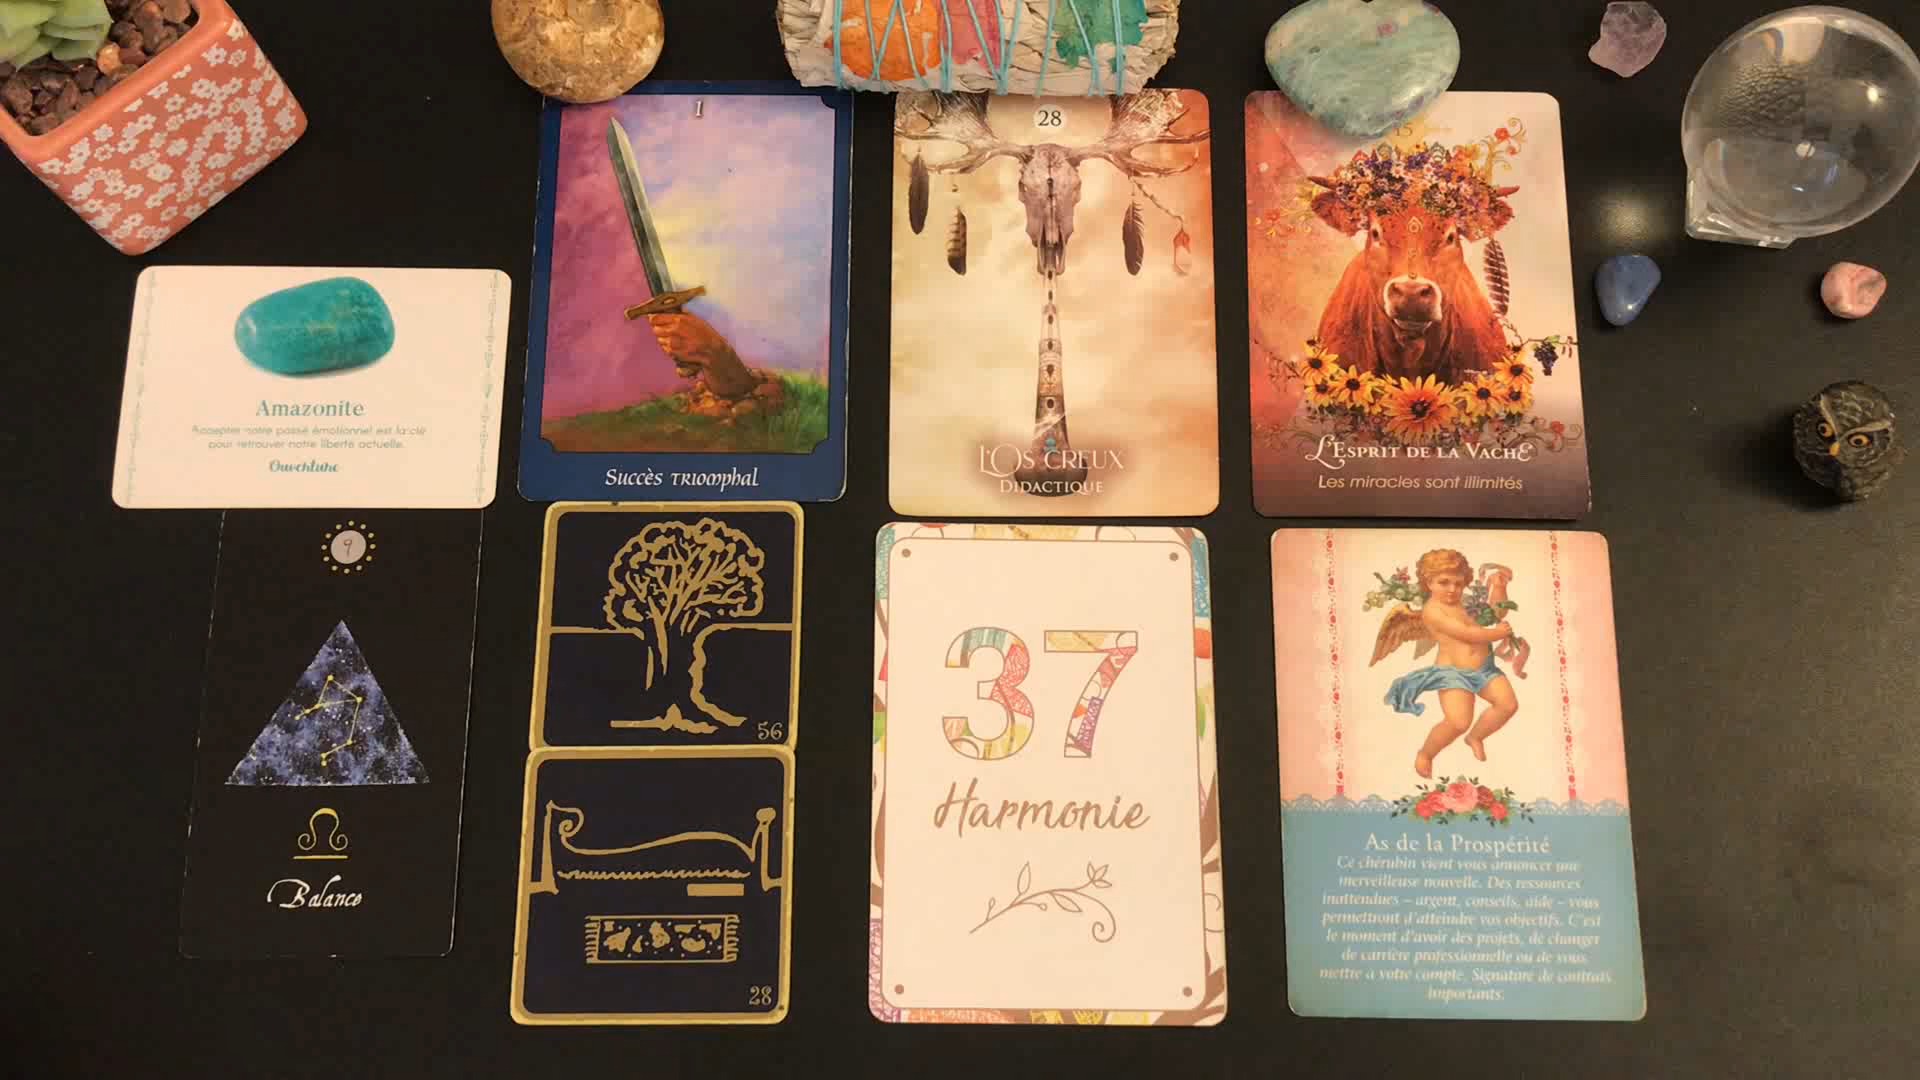 1
Succès triomphal
28
L'Os creux
Didactique
15
L'Esprit de la Vache
Les miracles sont illimités
Amazonite
Accepter notre passé émotionnel est la clé
pour retrouver notre liberté actuelle.
Ouverture
9
Balance
56
28
37
Harmonie
As de la Prospérité
Ce chérubin vient vous annoncer une
merveilleuse nouvelle. Des ressources
inattendues – argent, conseils, aide – vous
permettront d'atteindre vos objectifs. C'est
le moment d'avoir des projets, de changer
de carrière professionnelle ou de vous
mettre à votre compte. Signature de contrats
importants.